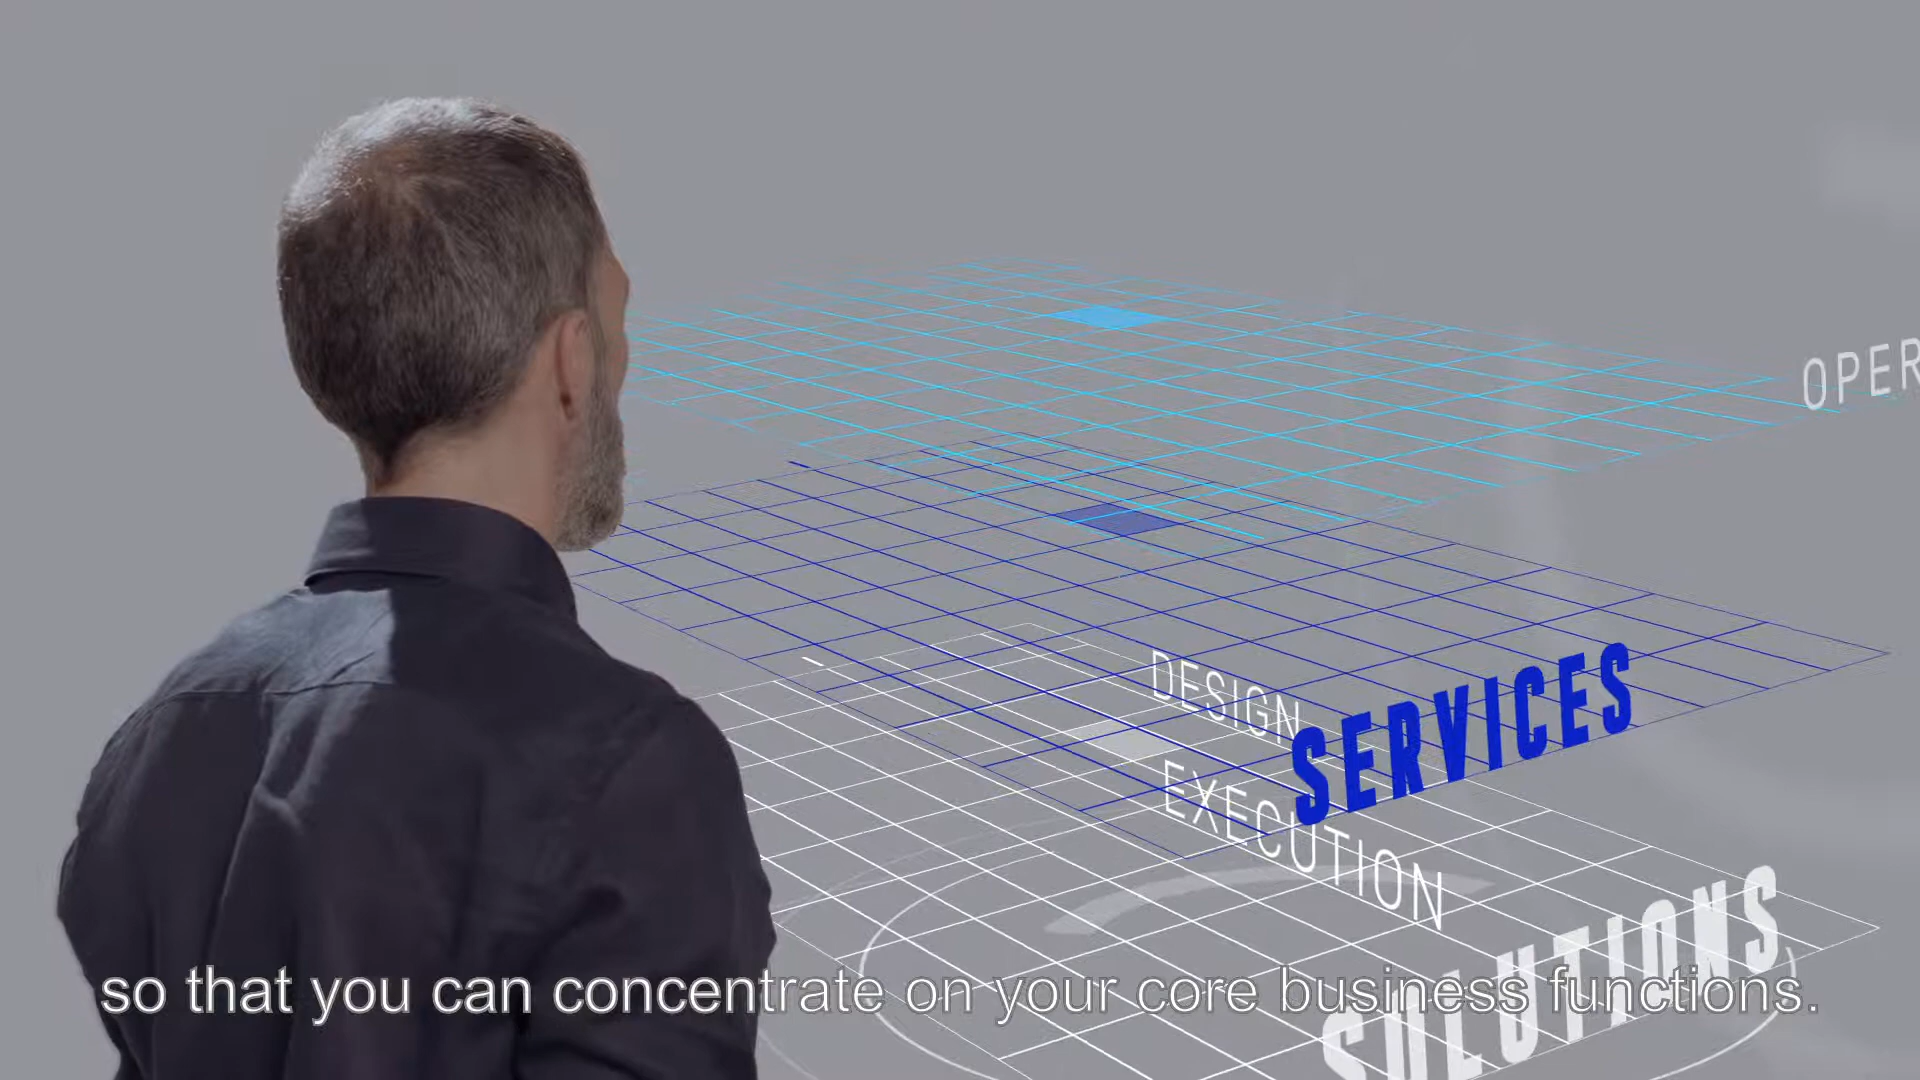 OPER
DESIGN
SERVICES
EXECUTION
SOLUTIONS
so that you can concentrate on your core business functions.